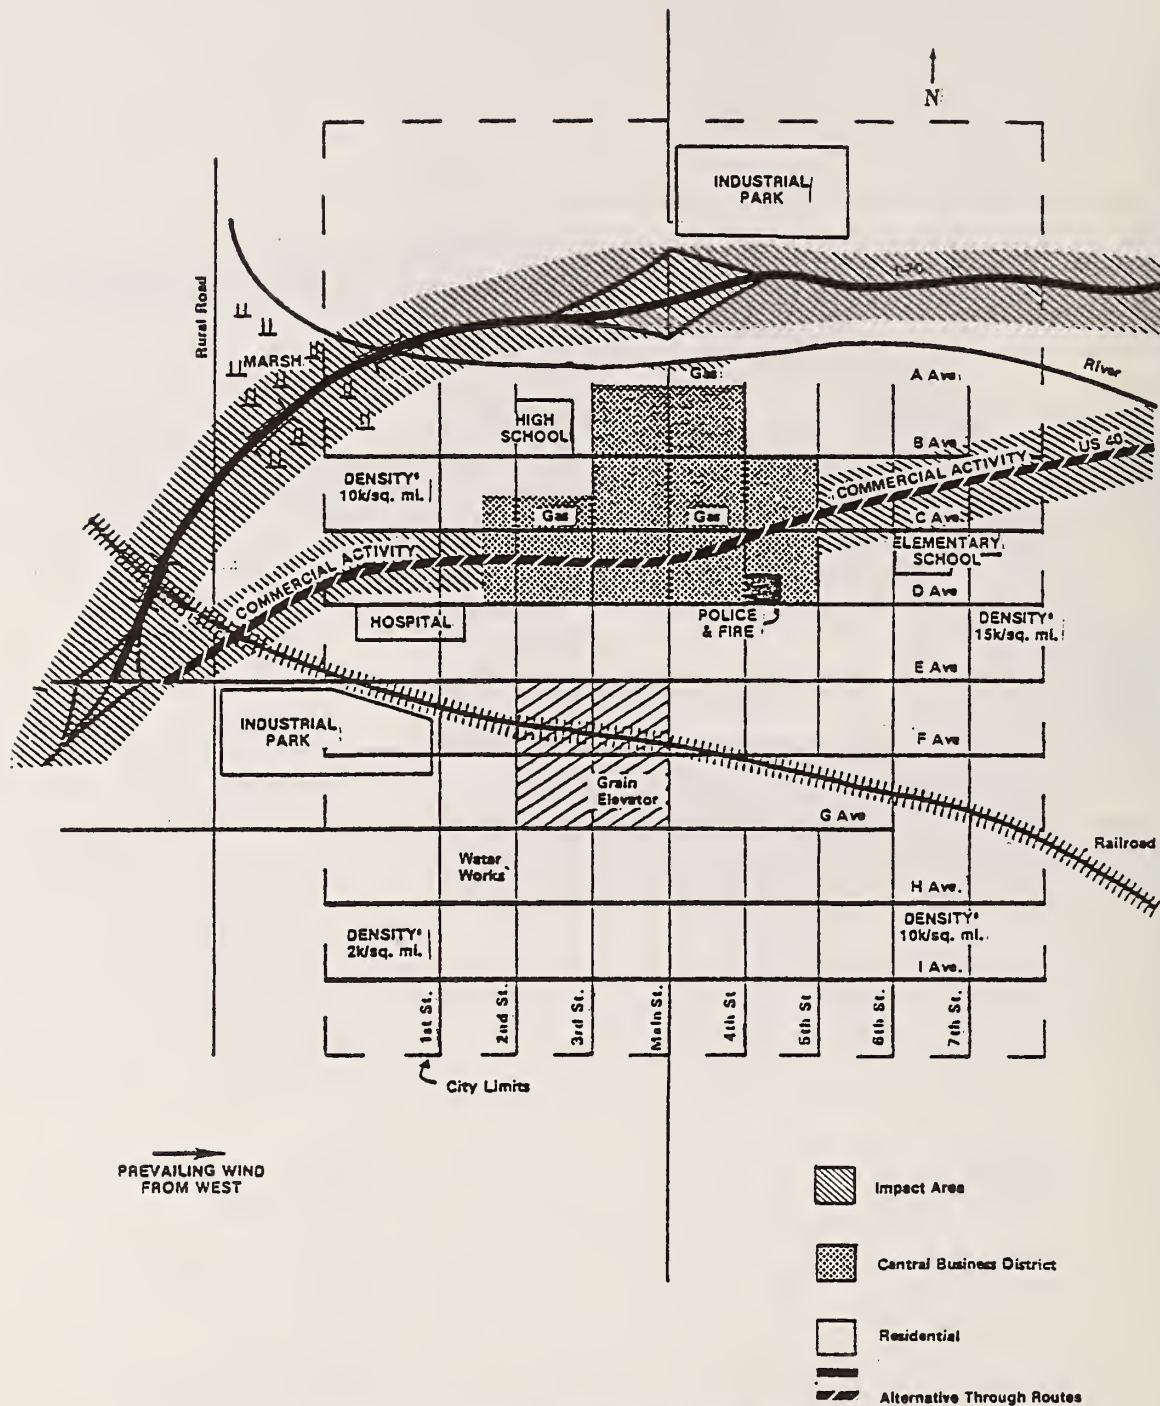 N
INDUSTRIAL
PARK
I-70
Rural Road
MARSH
River
Gas
A Ave.
HIGH
SCHOOL
B Ave
US 40
COMMERCIAL ACTIVITY
DENSITY*
10k/sq. mi.
Gas
Gas
C Ave.
COMMERCIAL ACTIVITY
ELEMENTARY
SCHOOL
D Ave
HOSPITAL
POLICE
& FIRE
DENSITY*
15k/sq. mi.
E Ave
INDUSTRIAL
PARK
F Ave
Grain
Elevator
G Ave
Railroad
Water
Works
H Ave.
DENSITY*
2k/sq. mi.
DENSITY*
10k/sq. mi.
I Ave.
1st St.
2nd St.
3rd St.
Main St.
4th St
5th St
6th St.
7th St.
City Limits
PREVAILING WIND
FROM WEST
Impact Area
Central Business District
Residential
Alternative Through Routes